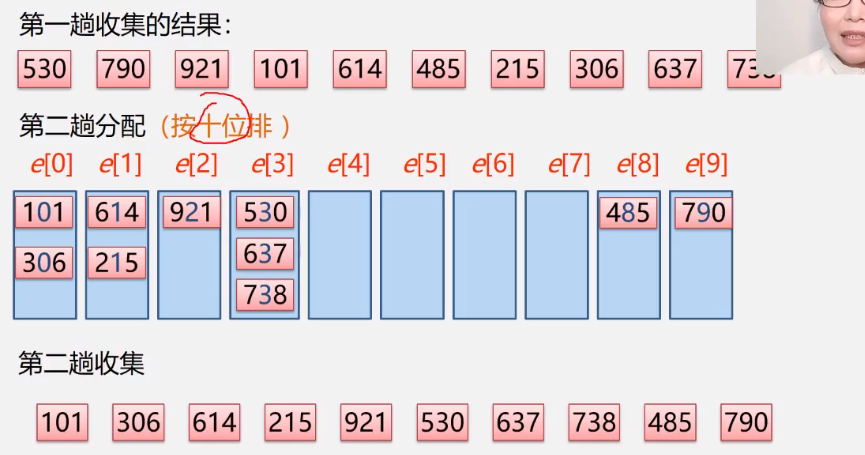 第一趟收集的结果：
530 790 921 101 614 485 215 306 637 738
第二趟分配（按十位排 ）
e[0] e[1] e[2] e[3] e[4] e[5] e[6] e[7] e[8] e[9]
101 614 921 530 485 790
306 215 637
738
第二趟收集
101 306 614 215 921 530 637 738 485 790